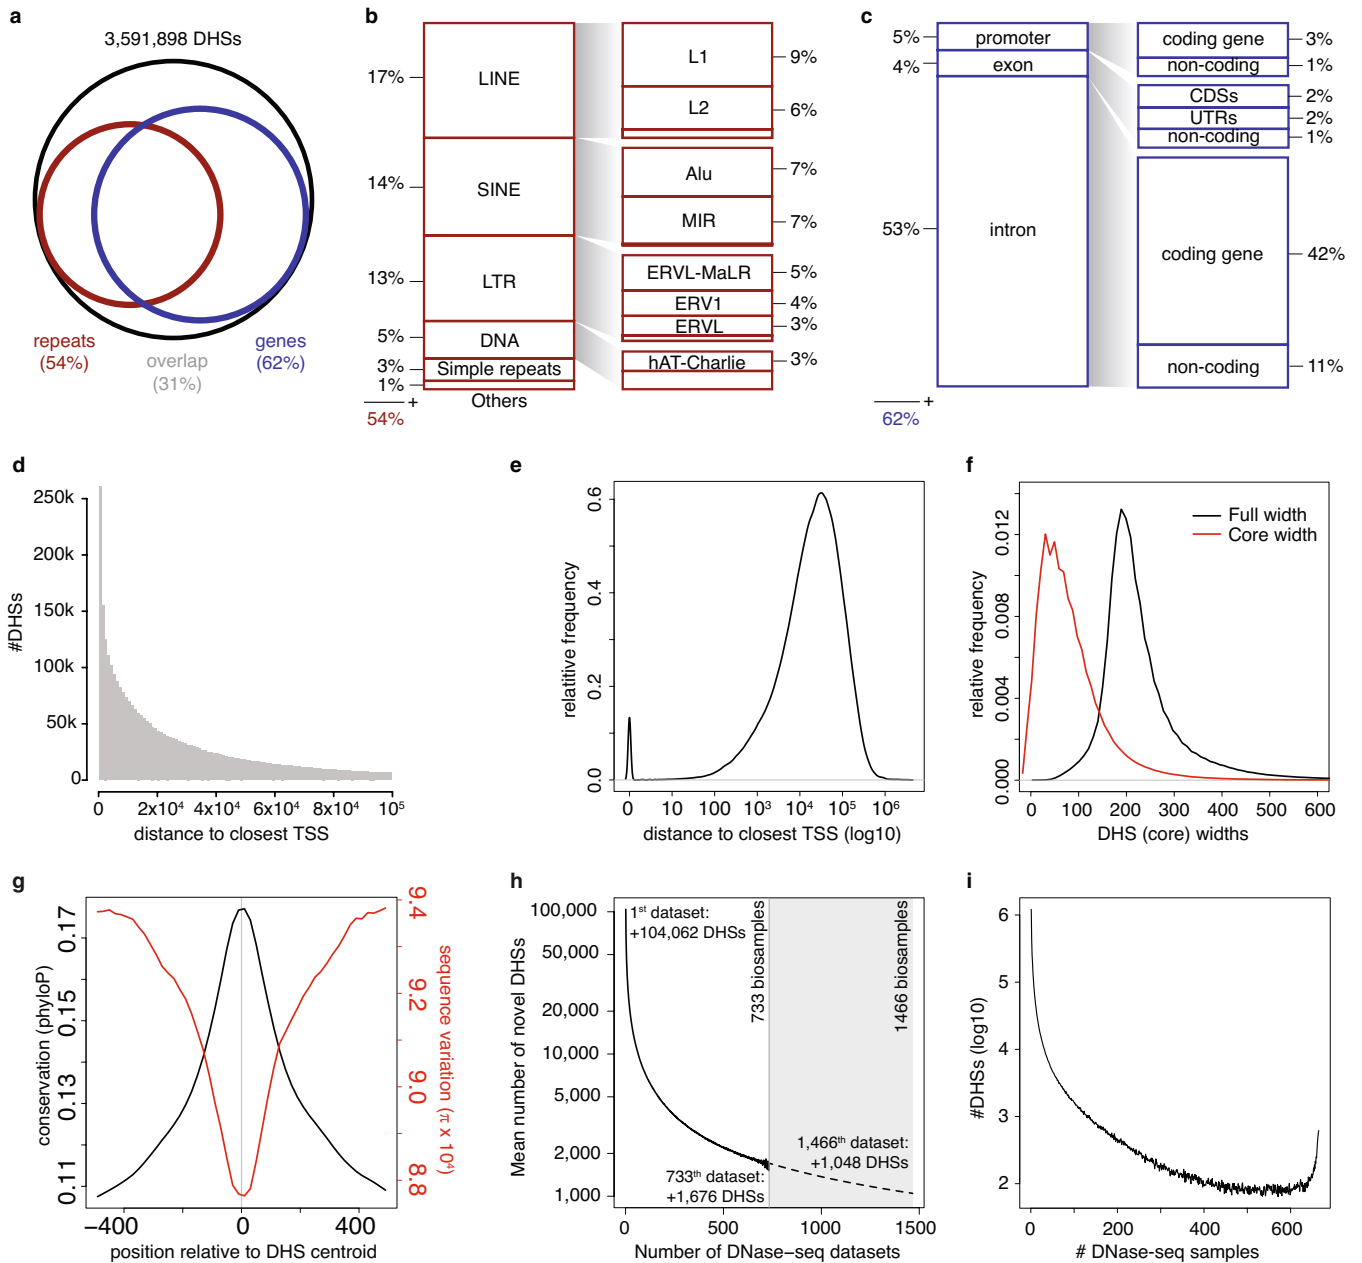 a
3,591,898 DHSs
repeats
(54%)
overlap
(31%)
genes
(62%)
b
17%
14%
13%
5%
3%
1%
+
54%
LINE
SINE
LTR
DNA
Simple repeats
Others
L1
L2
Alu
MIR
ERVL-MaLR
ERV1
ERVL
hAT-Charlie
9%
6%
7%
7%
5%
4%
3%
3%
c
5%
4%
53%
+
62%
promoter
exon
intron
coding gene
non-coding
CDSs
UTRs
non-coding
coding gene
non-coding
3%
1%
2%
2%
1%
42%
11%
d
#DHSs
250k
200k
150k
100k
50k
0
0 2x10⁴ 4x10⁴ 6x10⁴ 8x10⁴ 10⁵
distance to closest TSS
e
relatitive frequency
0.6
0.4
0.2
0.0
0 10 100 10³ 10⁴ 10⁵ 10⁶
distance to closest TSS (log10)
f
relative frequency
0.012
0.008
0.004
0.000
Full width
Core width
0 100 200 300 400 500 600
DHS (core) widths
g
conservation (phyloP)
0.17
0.15
0.13
0.11
9.4
9.2
9.0
8.8
sequence variation (π x 10⁴)
−400 0 400
position relative to DHS centroid
h
Mean number of novel DHSs
100,000
50,000
20,000
10,000
5,000
2,000
1,000
1st dataset:
+104,062 DHSs
733 biosamples
1466 biosamples
733th dataset:
+1,676 DHSs
1,466th dataset:
+1,048 DHSs
0 500 1000 1500
Number of DNase−seq datasets
i
#DHSs (log10)
6
5
4
3
2
0 200 400 600
# DNase-seq samples